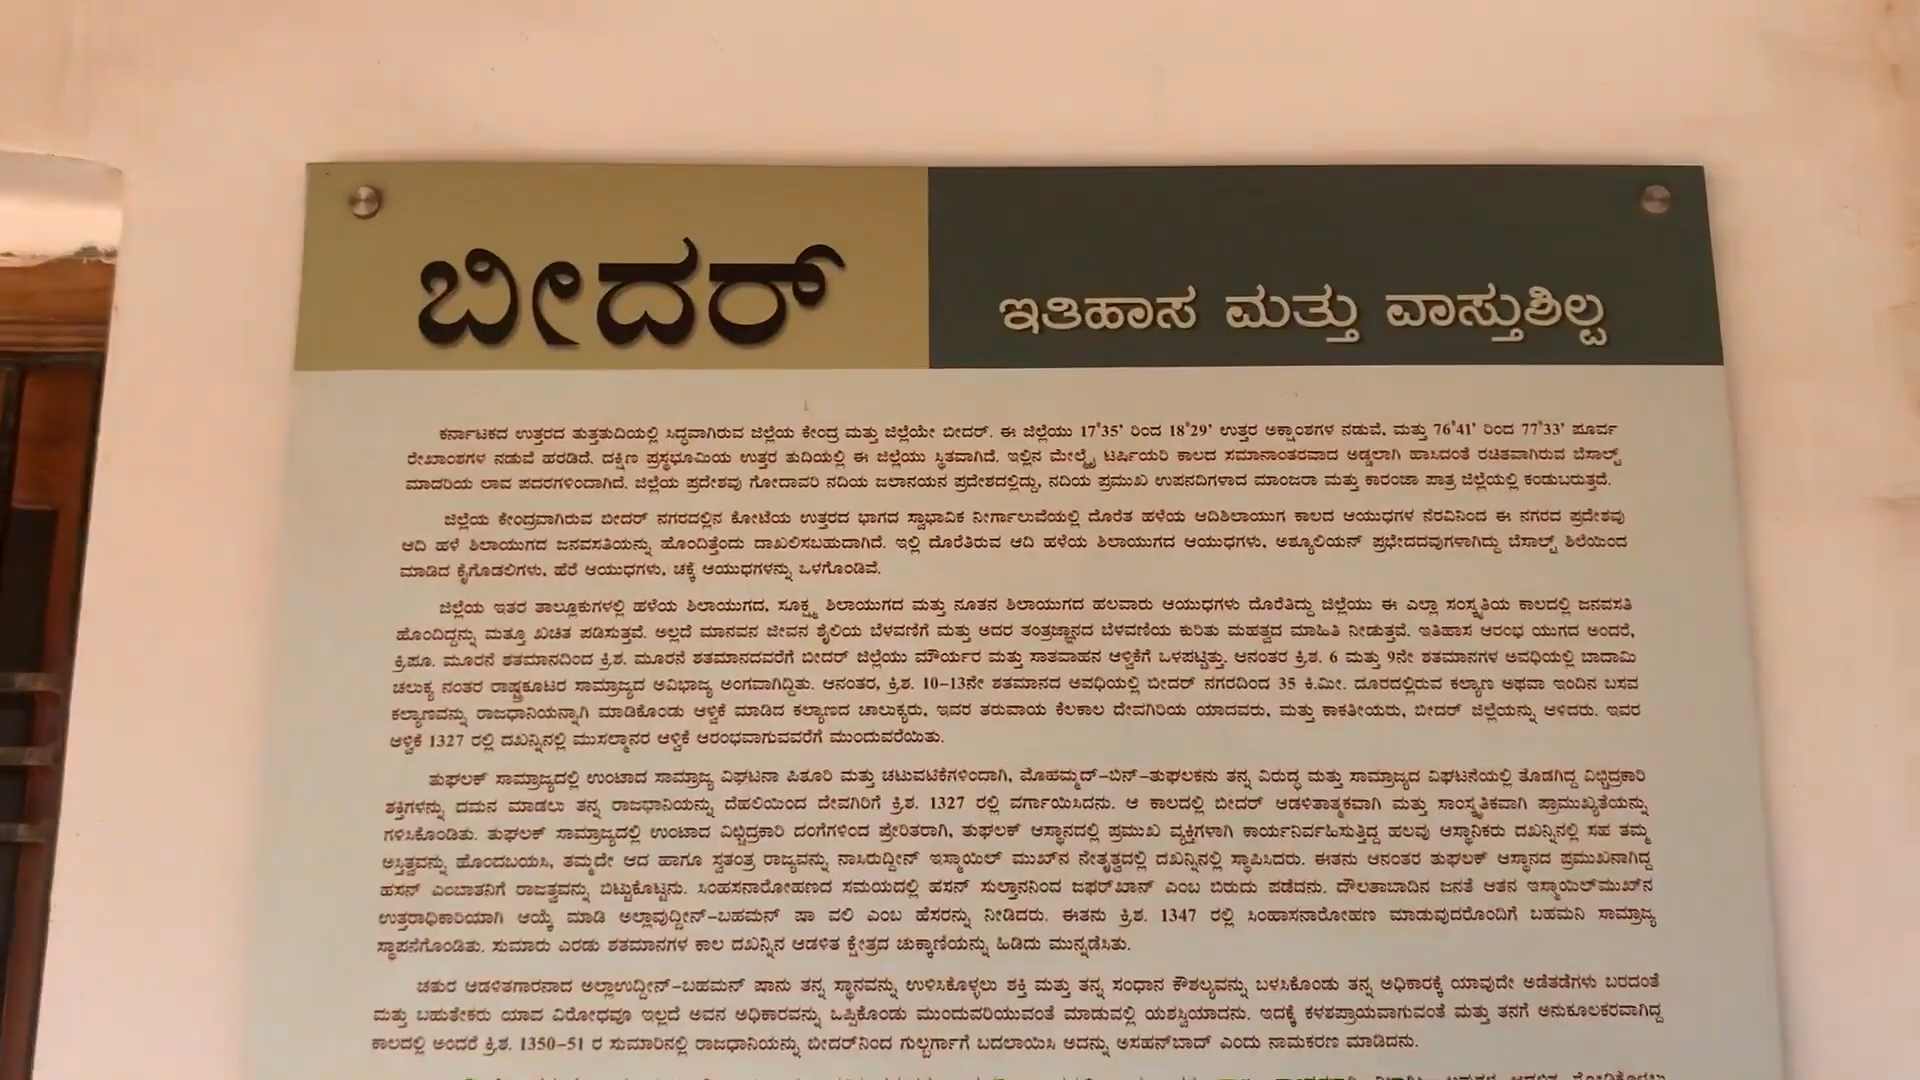 ಬೀದರ್
ಇತಿಹಾಸ ಮತ್ತು ವಾಸ್ತುಶಿಲ್ಪ
ಕರ್ನಾಟಕದ ಉತ್ತರದ ತುತ್ತತುದಿಯಲ್ಲಿ ಸಿದ್ಧವಾಗಿರುವ ಜಿಲ್ಲೆಯ ಕೇಂದ್ರ ಮತ್ತು ಜಿಲ್ಲೆಯೇ ಬೀದರ್. ಈ ಜಿಲ್ಲೆಯು 17°35' ರಿಂದ 18°29' ಉತ್ತರ ಅಕ್ಷಾಂಶಗಳ ನಡುವೆ, ಮತ್ತು 76°41' ರಿಂದ 77°33' ಪೂರ್ವ
ರೇಖಾಂಶಗಳ ನಡುವೆ ಹರಡಿದೆ. ದಕ್ಷಿಣ ಪ್ರಸ್ಥಭೂಮಿಯ ಉತ್ತರ ತುದಿಯಲ್ಲಿ ಈ ಜಿಲ್ಲೆಯು ಸ್ಥಿತವಾಗಿದೆ. ಇಲ್ಲಿನ ಮೇಲ್ಮೈ ಟರ್ಷಿಯರಿ ಕಾಲದ ಸಮಾನಾಂತರವಾದ ಅಡ್ಡಲಾಗಿ ಹಾಸಿದಂತೆ ರಚಿತವಾಗಿರುವ ಬೆಸಾಲ್ಟ್
ಮಾದರಿಯ ಲಾವ ಪದರಗಳಿಂದಾಗಿದೆ. ಜಿಲ್ಲೆಯ ಪ್ರದೇಶವು ಗೋದಾವರಿ ನದಿಯ ಜಲಾನಯನ ಪ್ರದೇಶದಲ್ಲಿದ್ದು, ನದಿಯ ಪ್ರಮುಖ ಉಪನದಿಗಳಾದ ಮಾಂಜರಾ ಮತ್ತು ಕಾರಂಜಾ ಪಾತ್ರ ಜಿಲ್ಲೆಯಲ್ಲಿ ಕಂಡುಬರುತ್ತದೆ.
ಜಿಲ್ಲೆಯ ಕೇಂದ್ರವಾಗಿರುವ ಬೀದರ್ ನಗರದಲ್ಲಿನ ಕೋಟೆಯ ಉತ್ತರದ ಭಾಗದ ಸ್ವಾಭಾವಿಕ ನೀರ್ಗಾಲುವೆಯಲ್ಲಿ ದೊರೆತ ಹಳೆಯ ಆದಿಶಿಲಾಯುಗ ಕಾಲದ ಆಯುಧಗಳ ನೆರವಿನಿಂದ ಈ ನಗರದ ಪ್ರದೇಶವು
ಆದಿ ಹಳೆ ಶಿಲಾಯುಗದ ಜನವಸತಿಯನ್ನು ಹೊಂದಿತ್ತೆಂದು ದಾಖಲಿಸಬಹುದಾಗಿದೆ. ಇಲ್ಲಿ ದೊರೆತಿರುವ ಆದಿ ಹಳೆಯ ಶಿಲಾಯುಗದ ಆಯುಧಗಳು, ಅಶ್ಯೂಲಿಯನ್ ಪ್ರಭೇದದವುಗಳಾಗಿದ್ದು ಬೆಸಾಲ್ಟ್ ಶಿಲೆಯಿಂದ
ಮಾಡಿದ ಕೈಗೊಡಲಿಗಳು, ಹೆರೆ ಆಯುಧಗಳು, ಚಕ್ಕೆ ಆಯುಧಗಳನ್ನು ಒಳಗೊಂಡಿವೆ.
ಜಿಲ್ಲೆಯ ಇತರ ತಾಲ್ಲೂಕುಗಳಲ್ಲಿ ಹಳೆಯ ಶಿಲಾಯುಗದ, ಸೂಕ್ಷ್ಮ ಶಿಲಾಯುಗದ ಮತ್ತು ನೂತನ ಶಿಲಾಯುಗದ ಹಲವಾರು ಆಯುಧಗಳು ದೊರೆತಿದ್ದು ಜಿಲ್ಲೆಯು ಈ ಎಲ್ಲಾ ಸಂಸ್ಕೃತಿಯ ಕಾಲದಲ್ಲಿ ಜನವಸತಿ
ಹೊಂದಿದ್ದನ್ನು ಮತ್ತೂ ಖಚಿತ ಪಡಿಸುತ್ತವೆ. ಅಲ್ಲದೆ ಮಾನವನ ಜೀವನ ಶೈಲಿಯ ಬೆಳವಣಿಗೆ ಮತ್ತು ಅದರ ತಂತ್ರಜ್ಞಾನದ ಬೆಳವಣಿಯ ಕುರಿತು ಮಹತ್ವದ ಮಾಹಿತಿ ನೀಡುತ್ತವೆ. ಇತಿಹಾಸ ಆರಂಭ ಯುಗದ ಅಂದರೆ,
ಕ್ರಿ.ಪೂ. ಮೂರನೆ ಶತಮಾನದಿಂದ ಕ್ರಿ.ಶ. ಮೂರನೆ ಶತಮಾನದವರೆಗೆ ಬೀದರ್ ಜಿಲ್ಲೆಯು ಮೌರ್ಯರ ಮತ್ತು ಸಾತವಾಹನ ಆಳ್ವಿಕೆಗೆ ಒಳಪಟ್ಟಿತ್ತು. ಆನಂತರ ಕ್ರಿ.ಶ. 6 ಮತ್ತು 9ನೇ ಶತಮಾನಗಳ ಅವಧಿಯಲ್ಲಿ ಬಾದಾಮಿ
ಚಲುಕ್ಯ ನಂತರ ರಾಷ್ಟ್ರಕೂಟರ ಸಾಮ್ರಾಜ್ಯದ ಅವಿಭಾಜ್ಯ ಅಂಗವಾಗಿದ್ದಿತು. ಆನಂತರ, ಕ್ರಿ.ಶ. 10-13ನೇ ಶತಮಾನದ ಅವಧಿಯಲ್ಲಿ ಬೀದರ್ ನಗರದಿಂದ 35 ಕಿ.ಮೀ. ದೂರದಲ್ಲಿರುವ ಕಲ್ಯಾಣ ಅಥವಾ ಇಂದಿನ ಬಸವ
ಕಲ್ಯಾಣವನ್ನು ರಾಜಧಾನಿಯನ್ನಾಗಿ ಮಾಡಿಕೊಂಡು ಆಳ್ವಿಕೆ ಮಾಡಿದ ಕಲ್ಯಾಣದ ಚಾಲುಕ್ಯರು, ಇವರ ತರುವಾಯ ಕೆಲಕಾಲ ದೇವಗಿರಿಯ ಯಾದವರು, ಮತ್ತು ಕಾಕತೀಯರು, ಬೀದರ್ ಜಿಲ್ಲೆಯನ್ನು ಆಳಿದರು. ಇವರ
ಆಳ್ವಿಕೆ 1327 ರಲ್ಲಿ ದಖನ್ನಿನಲ್ಲಿ ಮುಸಲ್ಮಾನರ ಆಳ್ವಿಕೆ ಆರಂಭವಾಗುವವರೆಗೆ ಮುಂದುವರೆಯಿತು.
ತುಘಲಕ್ ಸಾಮ್ರಾಜ್ಯದಲ್ಲಿ ಉಂಟಾದ ಸಾಮ್ರಾಜ್ಯ ವಿಘಟನಾ ಪಿತೂರಿ ಮತ್ತು ಚಟುವಟಿಕೆಗಳಿಂದಾಗಿ, ಮೊಹಮ್ಮದ್-ಬಿನ್-ತುಘಲಕನು ತನ್ನ ವಿರುದ್ಧ ಮತ್ತು ಸಾಮ್ರಾಜ್ಯದ ವಿಘಟನೆಯಲ್ಲಿ ತೊಡಗಿದ್ದ ವಿಛ್ಛಿದ್ರಕಾರಿ
ಶಕ್ತಿಗಳನ್ನು ದಮನ ಮಾಡಲು ತನ್ನ ರಾಜಧಾನಿಯನ್ನು ದೆಹಲಿಯಿಂದ ದೇವಗಿರಿಗೆ ಕ್ರಿ.ಶ. 1327 ರಲ್ಲಿ ವರ್ಗಾಯಿಸಿದನು. ಆ ಕಾಲದಲ್ಲಿ ಬೀದರ್ ಆಡಳಿತಾತ್ಮಕವಾಗಿ ಮತ್ತು ಸಾಂಸ್ಕೃತಿಕವಾಗಿ ಪ್ರಾಮುಖ್ಯತೆಯನ್ನು
ಗಳಿಸಿಕೊಂಡಿತು. ತುಘಲಕ್ ಸಾಮ್ರಾಜ್ಯದಲ್ಲಿ ಉಂಟಾದ ವಿಛ್ಛಿದ್ರಕಾರಿ ದಂಗೆಗಳಿಂದ ಪ್ರೇರಿತರಾಗಿ, ತುಘಲಕ್ ಆಸ್ಥಾನದಲ್ಲಿ ಪ್ರಮುಖ ವ್ಯಕ್ತಿಗಳಾಗಿ ಕಾರ್ಯನಿರ್ವಹಿಸುತ್ತಿದ್ದ ಹಲವು ಆಸ್ಥಾನಿಕರು ದಖನ್ನಿನಲ್ಲಿ ಸಹ ತಮ್ಮ
ಅಸ್ತಿತ್ವವನ್ನು ಹೊಂದಬಯಸಿ, ತಮ್ಮದೇ ಆದ ಹಾಗೂ ಸ್ವತಂತ್ರ ರಾಜ್ಯವನ್ನು ನಾಸಿರುದ್ದೀನ್ ಇಸ್ಮಾಯಿಲ್ ಮುಖ್‌ನ ನೇತೃತ್ವದಲ್ಲಿ ದಖನ್ನಿನಲ್ಲಿ ಸ್ಥಾಪಿಸಿದರು. ಈತನು ಆನಂತರ ತುಘಲಕ್ ಆಸ್ಥಾನದ ಪ್ರಮುಖನಾಗಿದ್ದ
ಹಸನ್ ಎಂಬಾತನಿಗೆ ರಾಜತ್ವವನ್ನು ಬಿಟ್ಟುಕೊಟ್ಟನು. ಸಿಂಹಸನಾರೋಹಣದ ಸಮಯದಲ್ಲಿ ಹಸನ್ ಸುಲ್ತಾನನಿಂದ ಜಫರ್‌ಖಾನ್ ಎಂಬ ಬಿರುದು ಪಡೆದನು. ದೌಲತಾಬಾದಿನ ಜನತೆ ಆತನ ಇಸ್ಮಾಯಿಲ್‌ಮುಖ್‌ನ
ಉತ್ತರಾಧಿಕಾರಿಯಾಗಿ ಆಯ್ಕೆ ಮಾಡಿ ಅಲ್ಲಾವುದ್ದೀನ್-ಬಹಮನ್ ಷಾ ವಲಿ ಎಂಬ ಹೆಸರನ್ನು ನೀಡಿದರು. ಈತನು ಕ್ರಿ.ಶ. 1347 ರಲ್ಲಿ ಸಿಂಹಾಸನಾರೋಹಣ ಮಾಡುವುದರೊಂದಿಗೆ ಬಹಮನಿ ಸಾಮ್ರಾಜ್ಯ
ಸ್ಥಾಪನೆಗೊಂಡಿತು. ಸುಮಾರು ಎರಡು ಶತಮಾನಗಳ ಕಾಲ ದಖನ್ನಿನ ಆಡಳಿತ ಕ್ಷೇತ್ರದ ಚುಕ್ಕಾಣಿಯನ್ನು ಹಿಡಿದು ಮುನ್ನಡೆಸಿತು.
ಚತುರ ಆಡಳಿತಗಾರನಾದ ಅಲ್ಲಾಉದ್ದೀನ್-ಬಹಮನ್ ಷಾನು ತನ್ನ ಸ್ಥಾನವನ್ನು ಉಳಿಸಿಕೊಳ್ಳಲು ಶಕ್ತಿ ಮತ್ತು ತನ್ನ ಸಂಧಾನ ಕೌಶಲ್ಯವನ್ನು ಬಳಸಿಕೊಂಡು ತನ್ನ ಅಧಿಕಾರಕ್ಕೆ ಯಾವುದೇ ಅಡೆತಡೆಗಳು ಬರದಂತೆ
ಮತ್ತು ಬಹುತೇಕರು ಯಾವ ವಿರೋಧವೂ ಇಲ್ಲದೆ ಅವನ ಅಧಿಕಾರವನ್ನು ಒಪ್ಪಿಕೊಂಡು ಮುಂದುವರಿಯುವಂತೆ ಮಾಡುವಲ್ಲಿ ಯಶಸ್ವಿಯಾದನು. ಇದಕ್ಕೆ ಕಳಶಪ್ರಾಯವಾಗುವಂತೆ ಮತ್ತು ತನಗೆ ಅನುಕೂಲಕರವಾಗಿದ್ದ
ಕಾಲದಲ್ಲಿ ಅಂದರೆ ಕ್ರಿ.ಶ. 1350-51 ರ ಸುಮಾರಿನಲ್ಲಿ ರಾಜಧಾನಿಯನ್ನು ಬೀದರ್‌ನಿಂದ ಗುಲ್ಬರ್ಗಾಗೆ ಬದಲಾಯಿಸಿ ಅದನ್ನು ಅಸಹನ್‌ಬಾದ್ ಎಂದು ನಾಮಕರಣ ಮಾಡಿದನು.